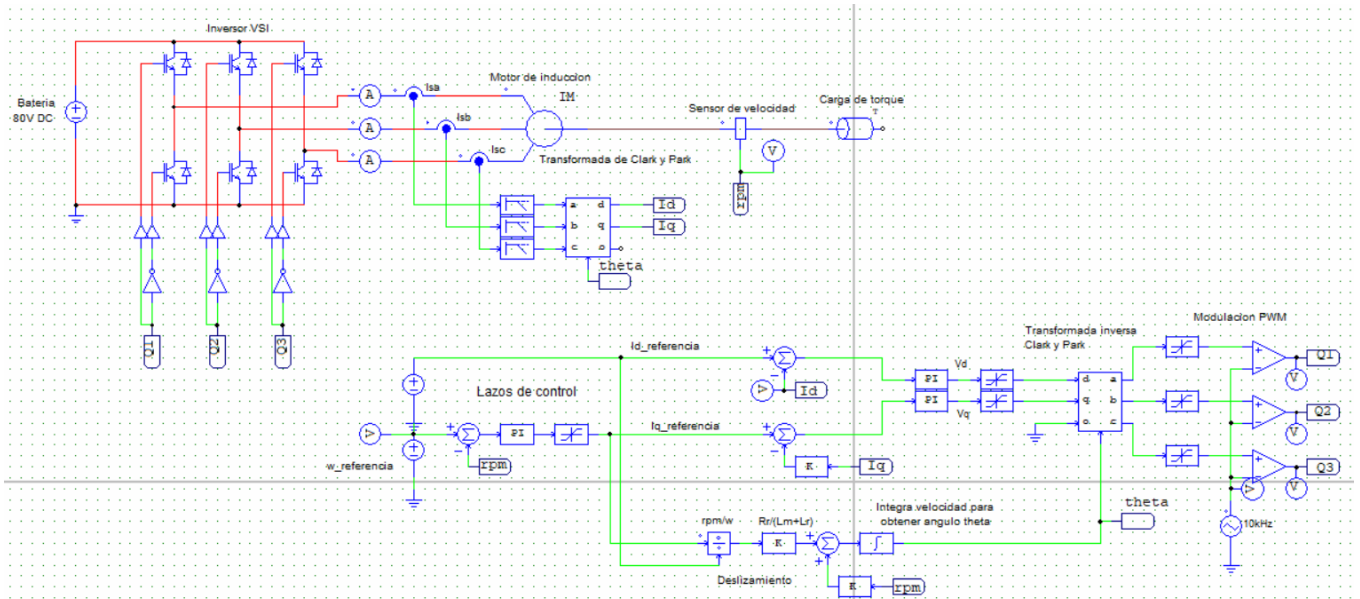 Inversor VSI
Bateria
80V DC
A
A
A
Isa
Isb
Isc
Motor de induccion
IM
Sensor de velocidad
V
rpm
Carga de torque
T
Transformada de Clark y Park
a
b
c
d
q
o
Id
Iq
theta
Q1
Q2
Q3
Lazos de control
Id_referencia
Iq_referencia
w_referencia
V
V
PI
rpm
Id
K
Iq
PI
PI
Vd
Vq
Transformada inversa
Clark y Park
d
q
o
a
b
c
Modulacion PWM
Q1
V
Q2
V
Q3
V
V
10kHz
theta
Integra velocidad para
obtener angulo theta
rpm/w
Rr/(Lm+Lr)
K
Deslizamiento
K
rpm